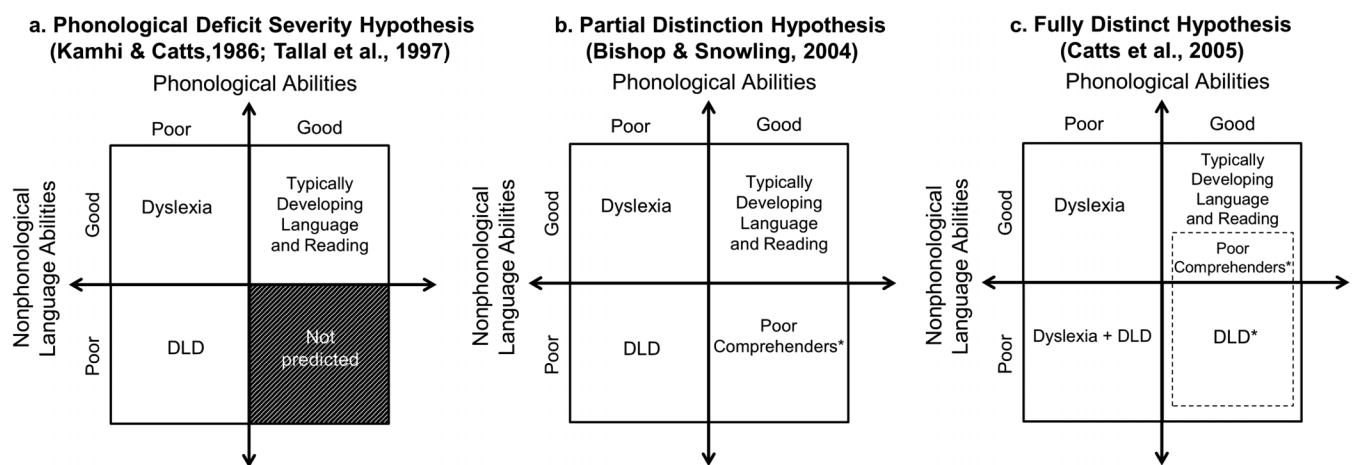 a. Phonological Deficit Severity Hypothesis
(Kamhi & Catts,1986; Tallal et al., 1997)
Phonological Abilities
Poor
Good
Nonphonological
Language Abilities
Good
Poor
Dyslexia
Typically
Developing
Language
and Reading
DLD
Not
predicted
b. Partial Distinction Hypothesis
(Bishop & Snowling, 2004)
Phonological Abilities
Poor
Good
Nonphonological
Language Abilities
Good
Poor
Dyslexia
Typically
Developing
Language
and Reading
DLD
Poor
Comprehenders*
c. Fully Distinct Hypothesis
(Catts et al., 2005)
Phonological Abilities
Poor
Good
Nonphonological
Language Abilities
Good
Poor
Dyslexia
Typically
Developing
Language
and Reading
Poor
Comprehenders*
Dyslexia + DLD
DLD*